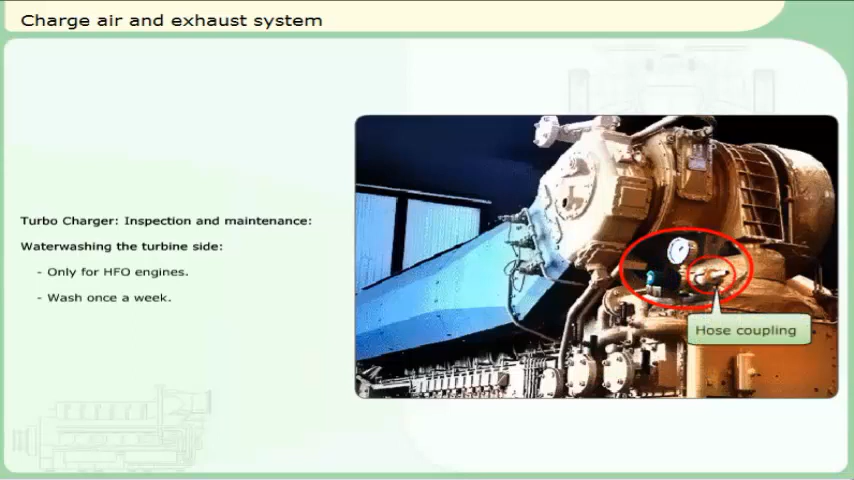 Charge air and exhaust system
Turbo Charger: Inspection and maintenance:
Waterwashing the turbine side:
- Only for HFO engines.
- Wash once a week.
Hose coupling